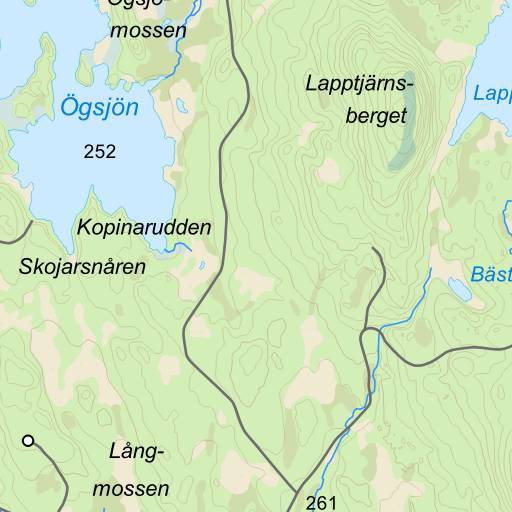 mossen
Lapptjärns-
berget
Ögsjön
252
Kopinarudden
Skojarsnåren
Lång-
mossen
261